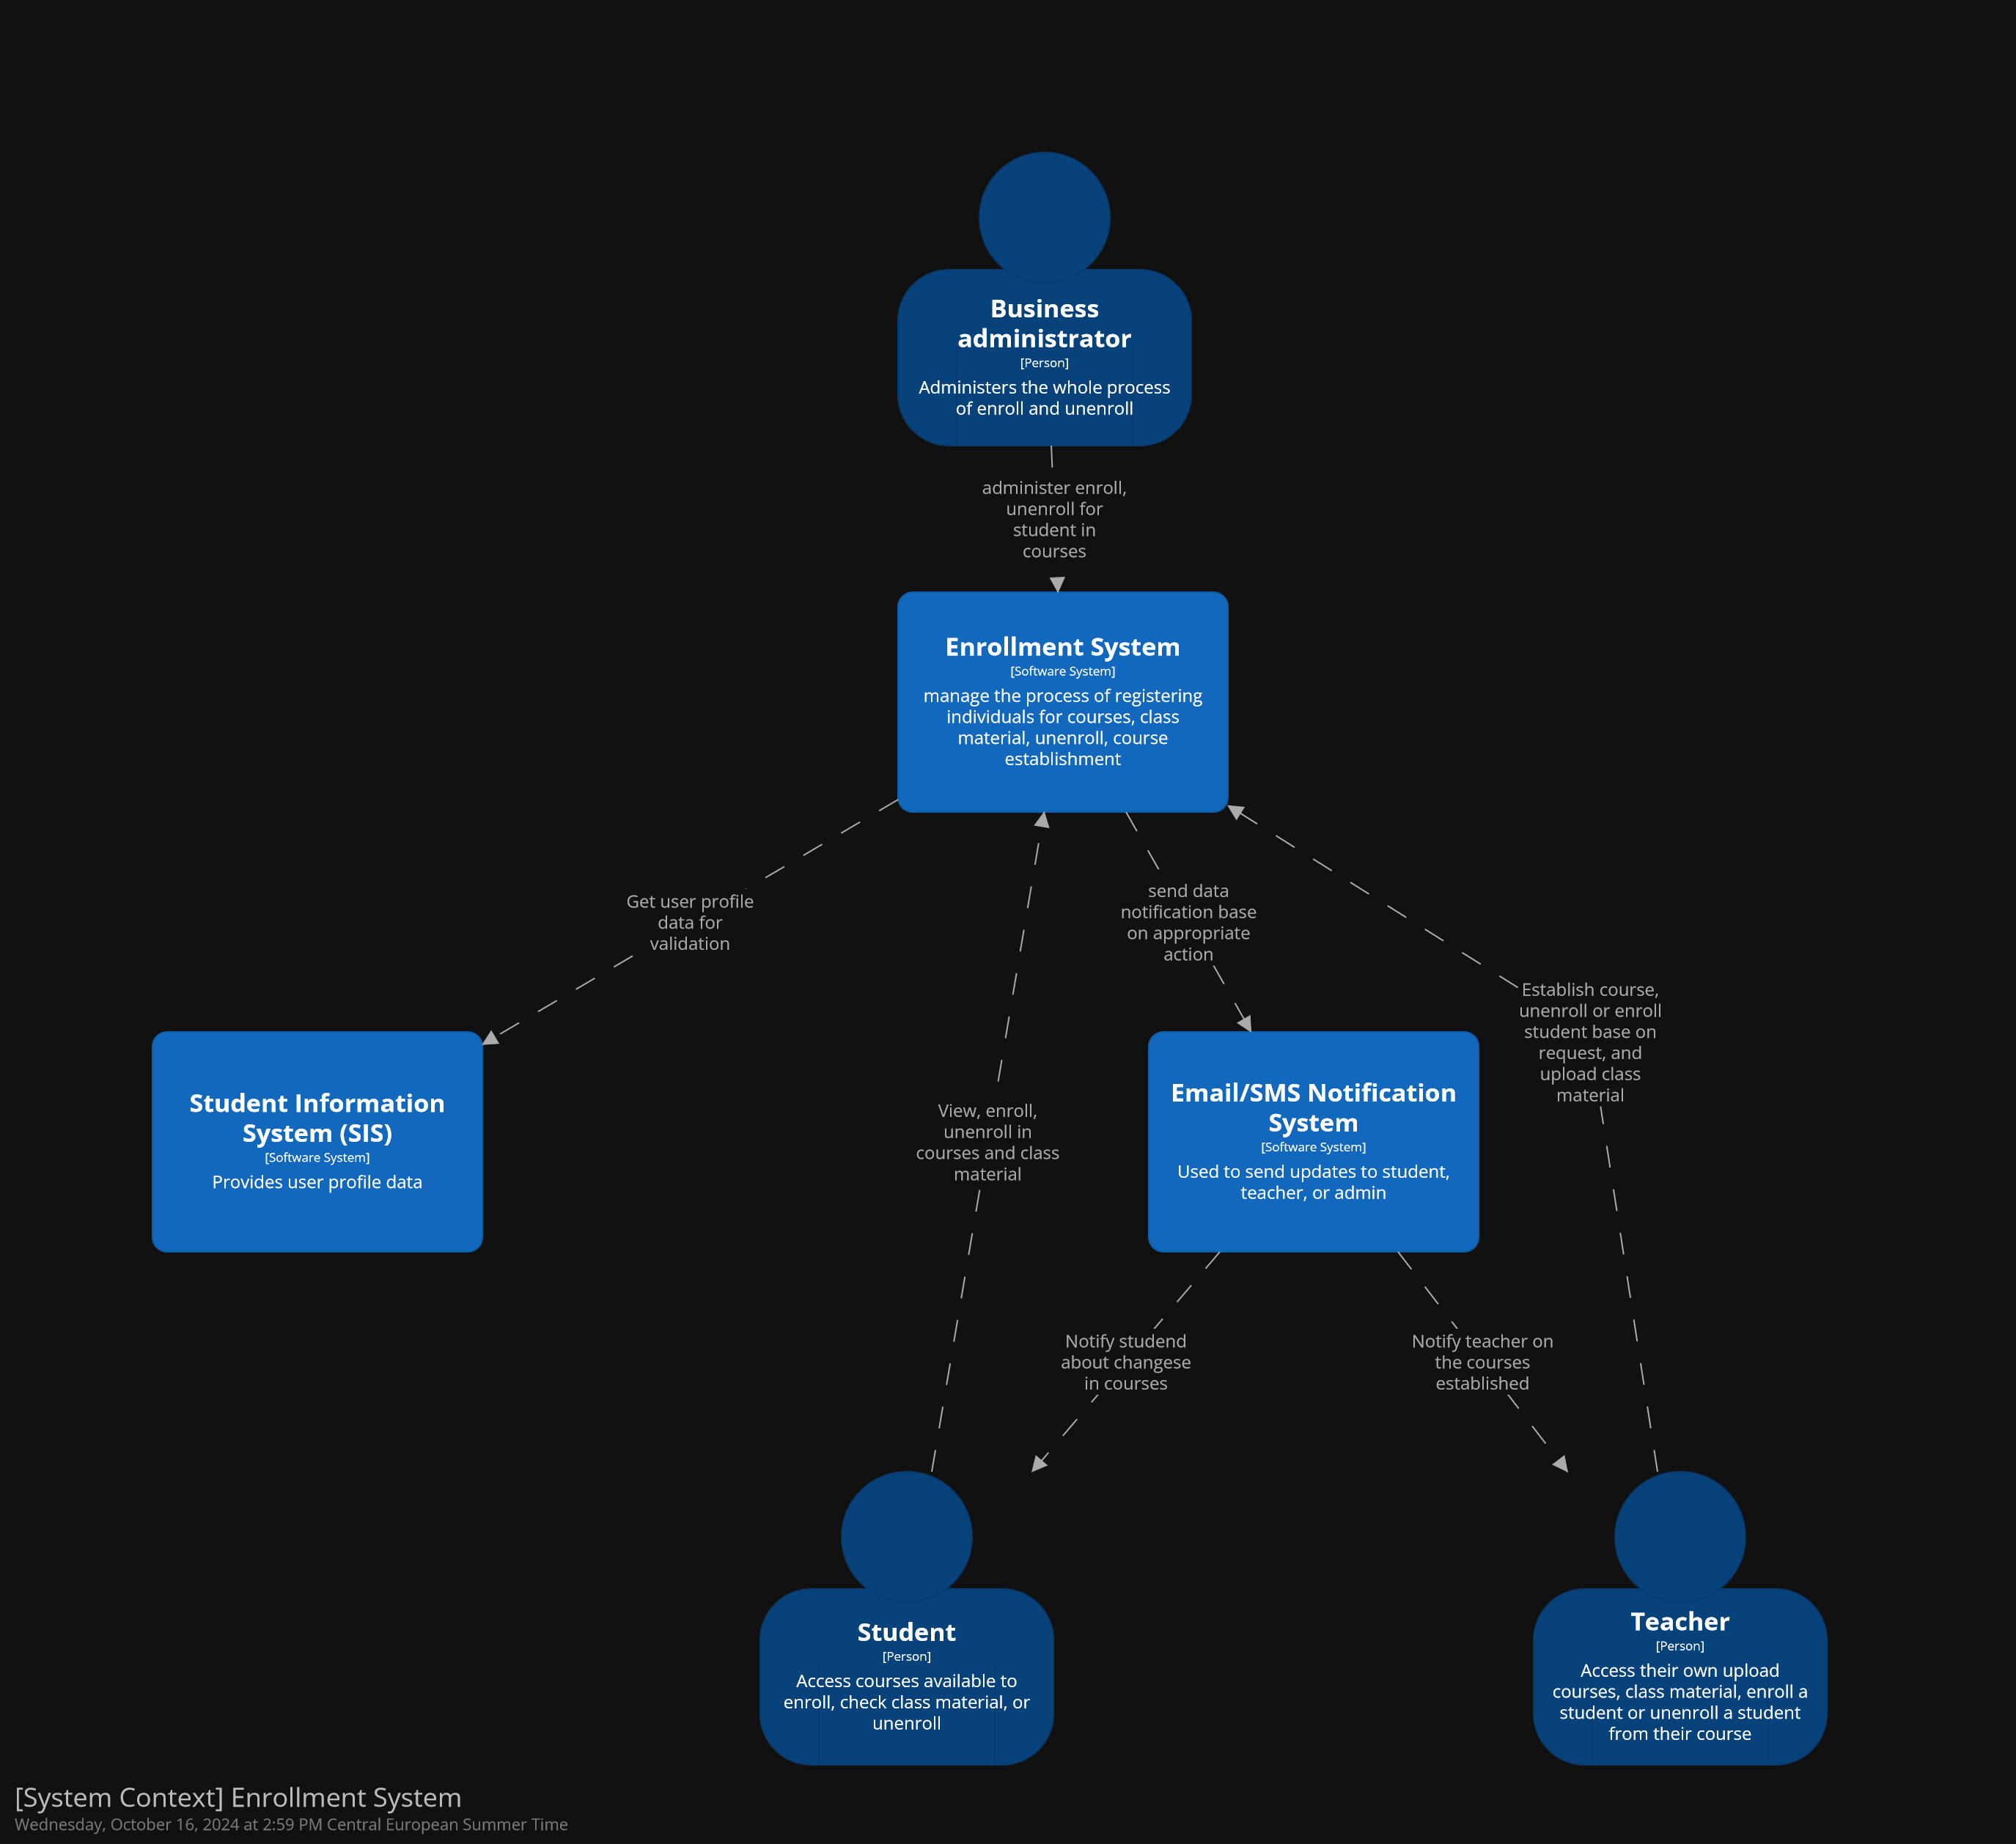 Business
administrator
[Person]
Administers the whole process
of enroll and unenroll
administer enroll,
unenroll for
student in
courses
Enrollment System
[Software System]
manage the process of registering
individuals for courses, class
material, unenroll, course
establishment
Get user profile
data for
validation
send data
notification base
on appropriate
action
Establish course,
unenroll or enroll
student base on
request, and
upload class
material
Student Information
System (SIS)
[Software System]
Provides user profile data
View, enroll,
unenroll in
courses and class
material
Email/SMS Notification
System
[Software System]
Used to send updates to student,
teacher, or admin
Notify studend
about changese
in courses
Notify teacher on
the courses
established
Student
[Person]
Access courses available to
enroll, check class material, or
unenroll
Teacher
[Person]
Access their own upload
courses, class material, enroll a
student or unenroll a student
from their course
[System Context] Enrollment System
Wednesday, October 16, 2024 at 2:59 PM Central European Summer Time